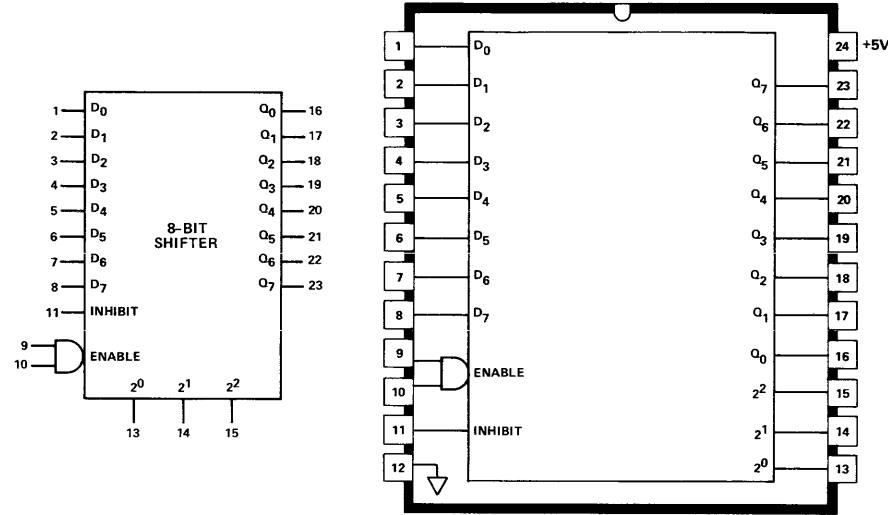 1 D0 Q0 16
2 D1 Q1 17
3 D2 Q2 18
4 D3 Q3 19
5 D4 Q4 20
8-BIT
SHIFTER
6 D5 Q5 21
7 D6 Q6 22
8 D7 Q7 23
11 INHIBIT
9
10 ENABLE
2^0 2^1 2^2
13 14 15
1 D0 24 +5V
2 D1 Q7 23
3 D2 Q6 22
4 D3 Q5 21
5 D4 Q4 20
6 D5 Q3 19
7 D6 Q2 18
8 D7 Q1 17
9 Q0 16
ENABLE
10 2^2 15
11 INHIBIT 2^1 14
12 2^0 13